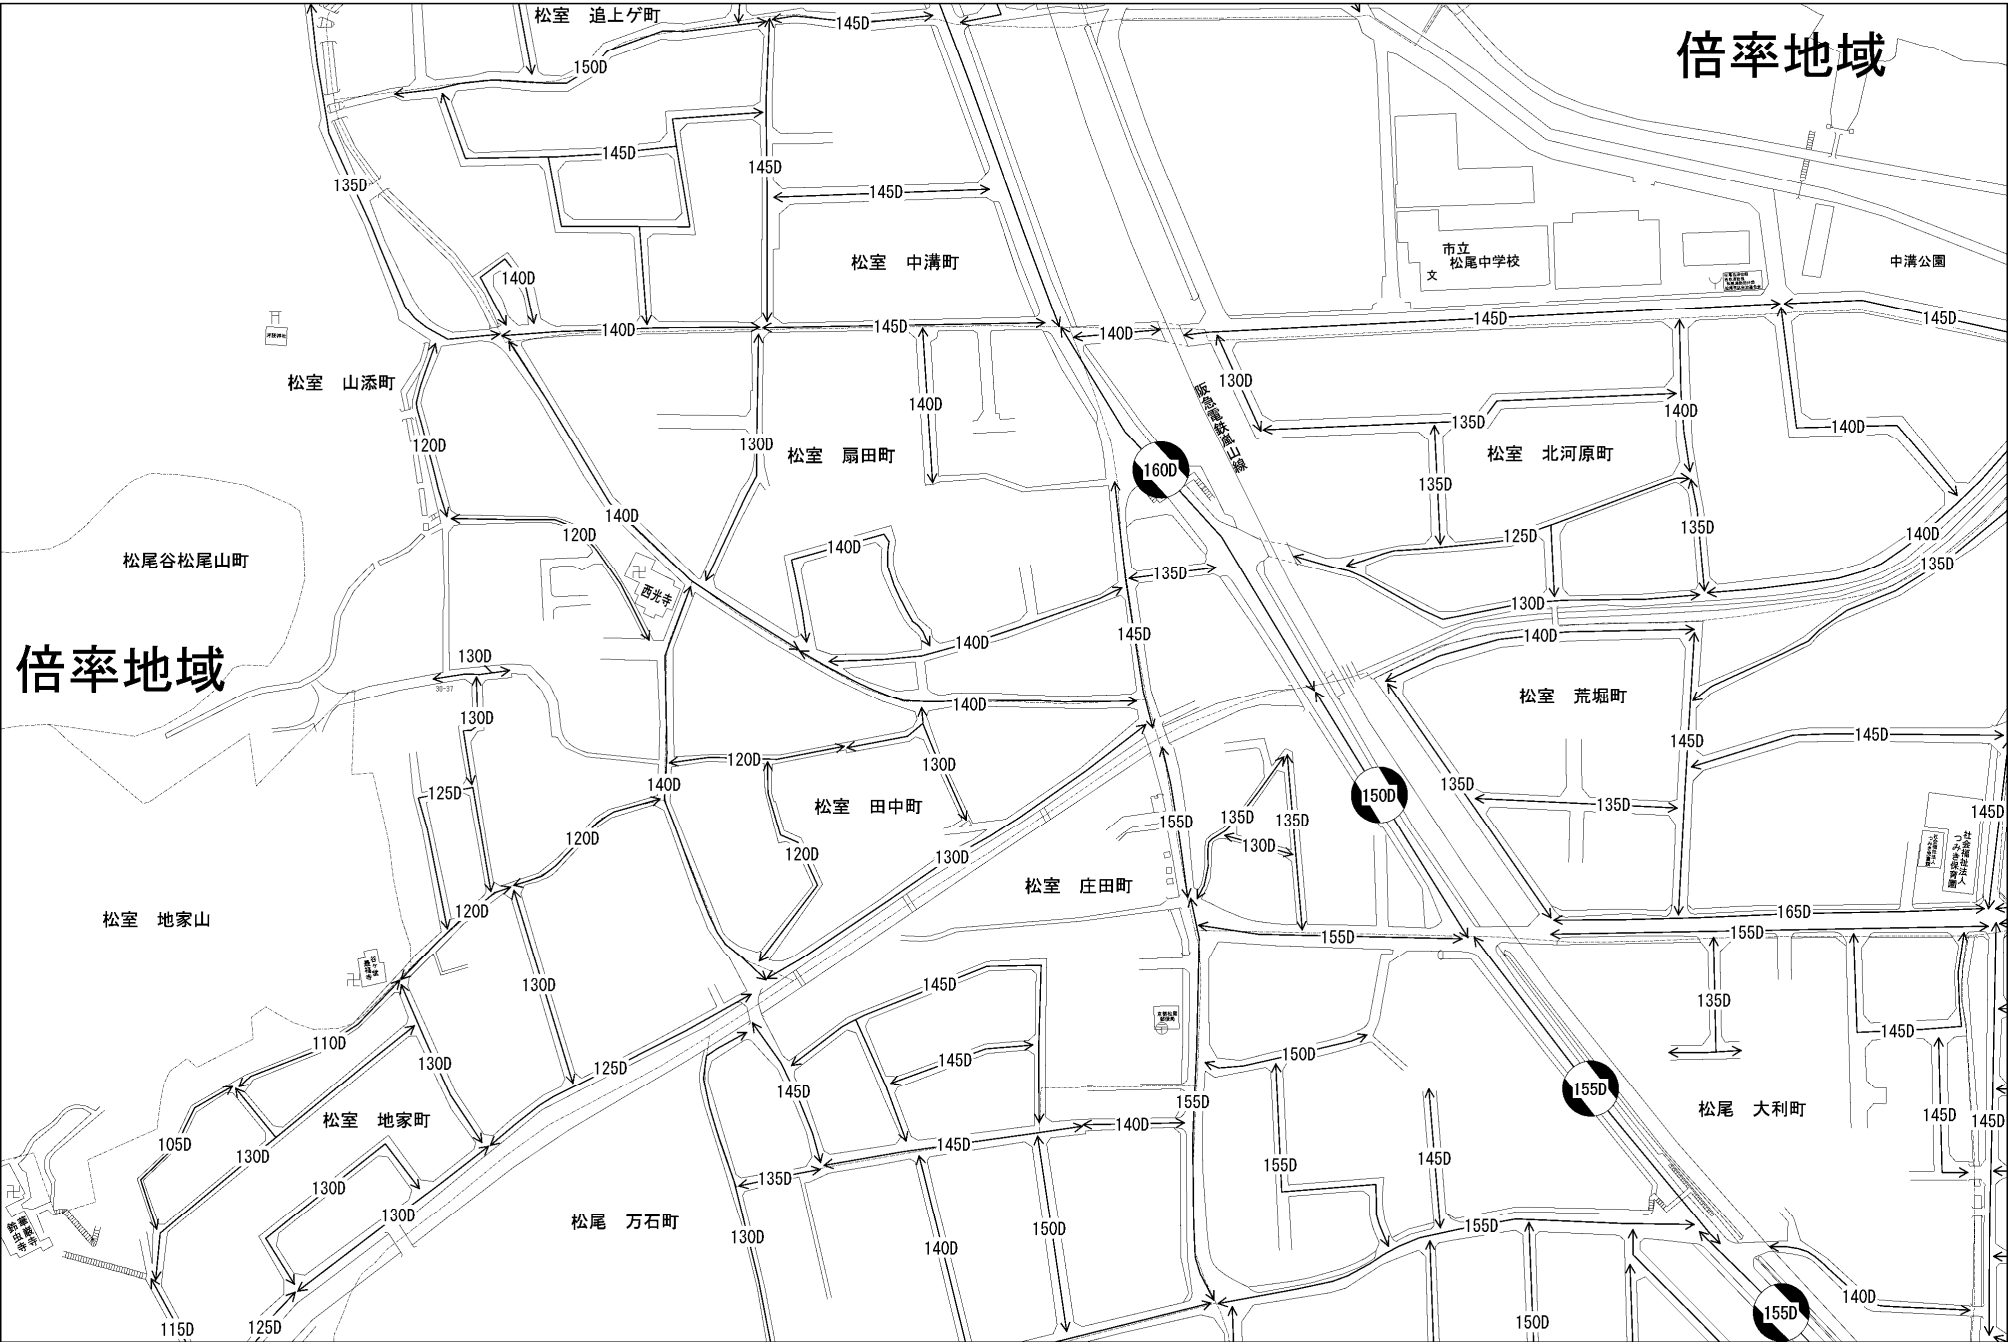 松室 追上ゲ町
145D
倍率地域
150D
145D
145D
135D
145D
松室 中溝町
市立
松尾中学校
文
中溝公園
140D
140D
145D
140D
145D
145D
松室 山添町
130D
阪急電鉄嵐山線
140D
135D
140D
140D
120D
130D
松室 扇田町
160D
松室 北河原町
135D
140D
120D
135D
125D
140D
松尾谷松尾山町
140D
135D
135D
西光寺
130D
倍率地域
130D
30-37
140D
145D
140D
松室 荒堀町
130D
140D
145D
145D
120D
130D
140D
135D
125D
松室 田中町
150D
135D
145D
120D
120D
130D
155D
135D
135D
130D
社会福祉法人
つみき保育園
松室 庄田町
松室 地家山
120D
165D
155D
155D
130D
145D
135D
110D
130D
125D
145D
145D
150D
145D
155D
155D
松尾 大利町
145D
145D
松室 地家町
140D
105D
130D
145D
135D
155D
145D
130D
130D
華厳寺
鈴虫寺
松尾 万石町
130D
140D
150D
155D
140D
115D
125D
150D
155D